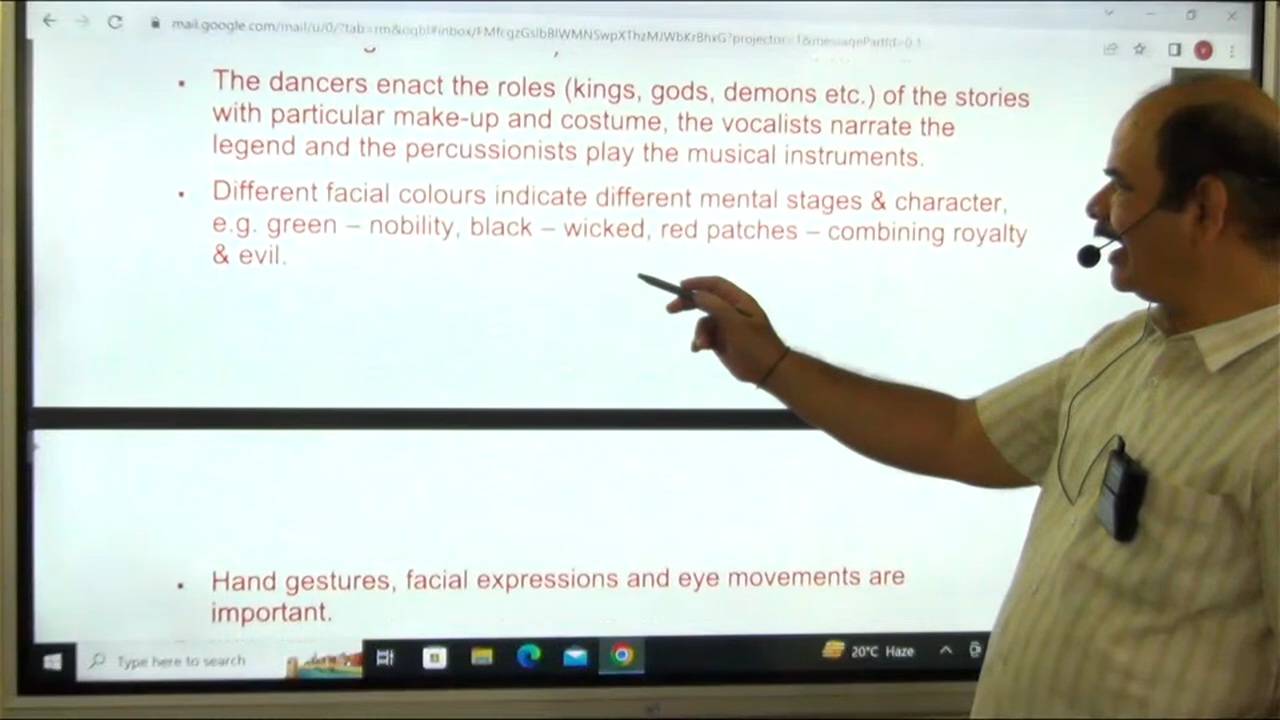 The dancers enact the roles (kings, gods, demons etc.) of the stories
with particular make-up and costume, the vocalists narrate the
legend and the percussionists play the musical instruments.
Different facial colours indicate different mental stages & character,
e.g. green – nobility, black – wicked, red patches – combining royalty
& evil.
Hand gestures, facial expressions and eye movements are
important.
Type here to search
20°C Haze